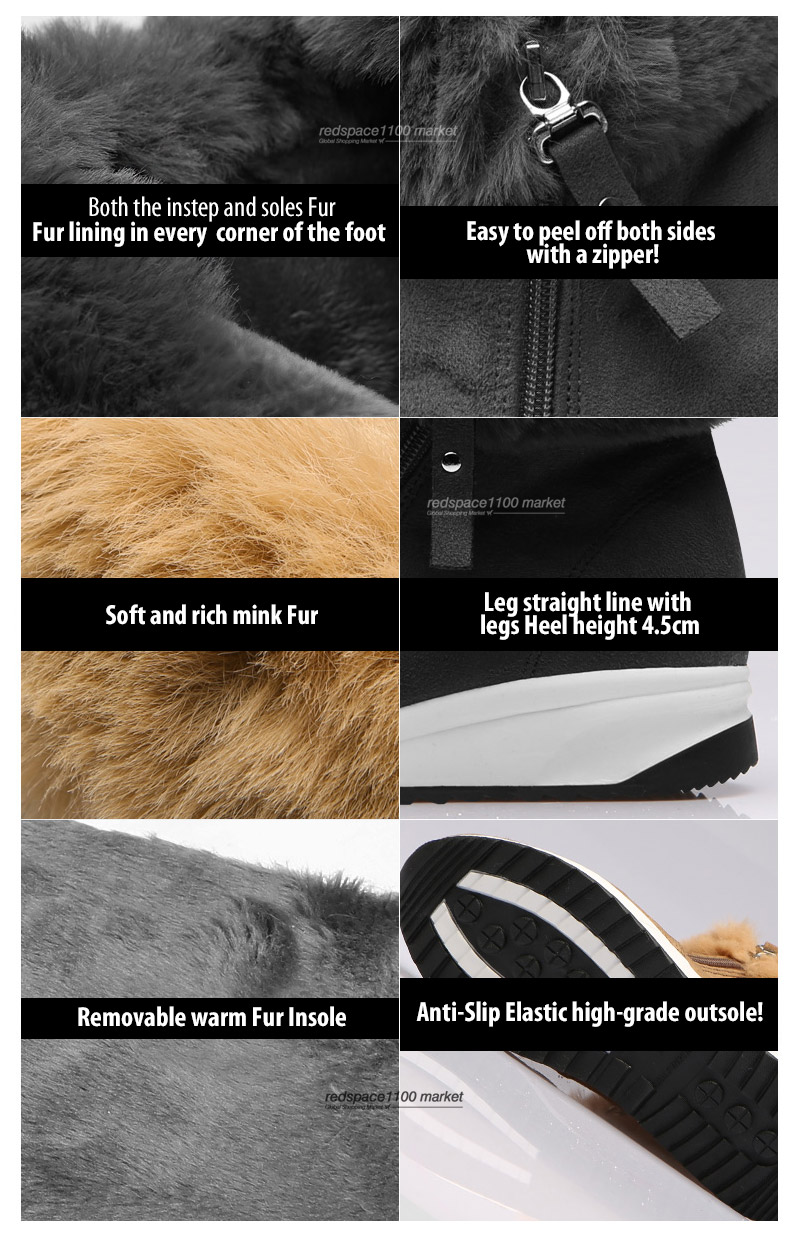 redspace1100 market
Global Shopping Market
Both the instep and soles Fur
Fur lining in every corner of the foot
Easy to peel off both sides
with a zipper!
redspace1100 market
Global Shopping Market
Soft and rich mink Fur
Leg straight line with
legs Heel height 4.5cm
Removable warm Fur Insole
Anti-Slip Elastic high-grade outsole!
redspace1100 market
Global Shopping Market